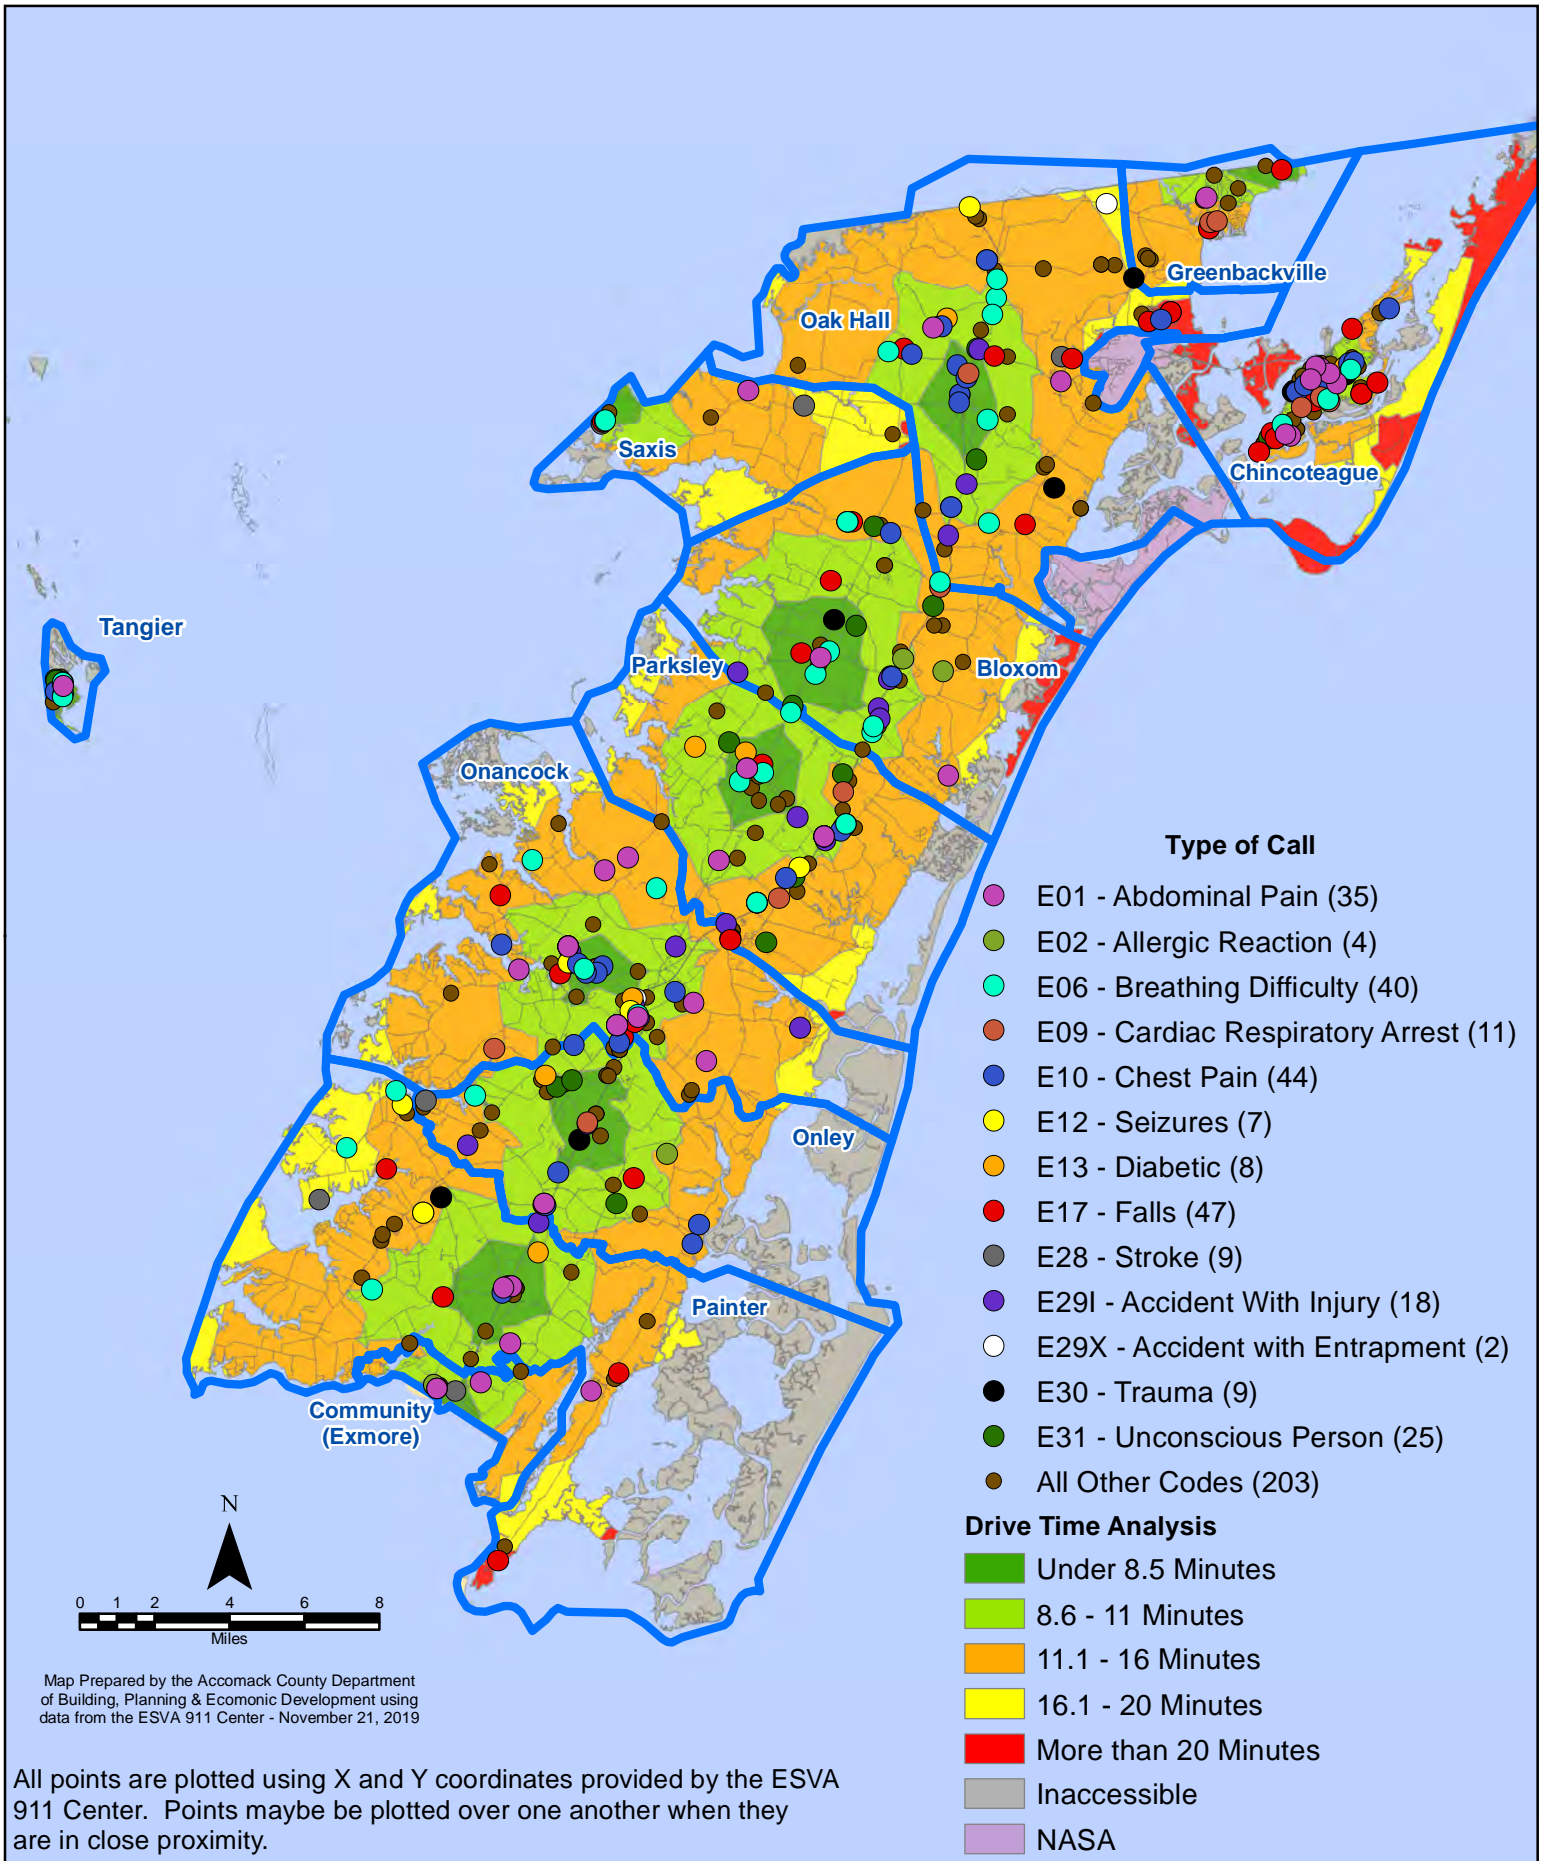 Greenbackville
Oak Hall
Saxis
Chincoteague
Tangier
Parksley
Bloxom
Onancock
Onley
Painter
Community
(Exmore)
Type of Call
E01 - Abdominal Pain (35)
E02 - Allergic Reaction (4)
E06 - Breathing Difficulty (40)
E09 - Cardiac Respiratory Arrest (11)
E10 - Chest Pain (44)
E12 - Seizures (7)
E13 - Diabetic (8)
E17 - Falls (47)
E28 - Stroke (9)
E29I - Accident With Injury (18)
E29X - Accident with Entrapment (2)
E30 - Trauma (9)
E31 - Unconscious Person (25)
All Other Codes (203)
Drive Time Analysis
Under 8.5 Minutes
8.6 - 11 Minutes
11.1 - 16 Minutes
16.1 - 20 Minutes
More than 20 Minutes
Inaccessible
NASA
N
0 1 2 4 6 8
Miles
Map Prepared by the Accomack County Department
of Building, Planning & Ecomonic Development using
data from the ESVA 911 Center - November 21, 2019
All points are plotted using X and Y coordinates provided by the ESVA
911 Center. Points maybe be plotted over one another when they
are in close proximity.